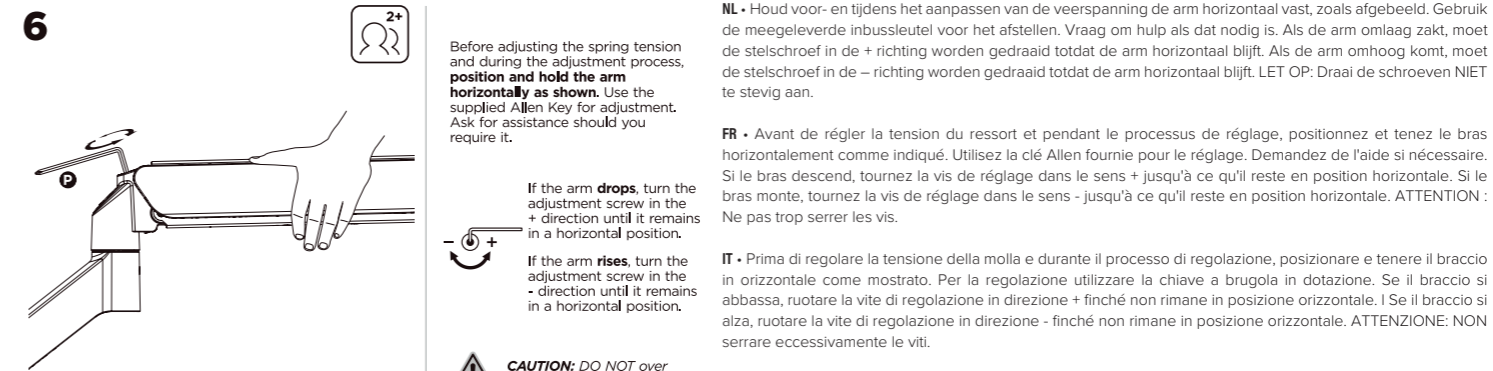 6
2+
P
Before adjusting the spring tension
and during the adjustment process,
position and hold the arm
horizontally as shown. Use the
supplied Allen Key for adjustment.
Ask for assistance should you
require it.
- +
If the arm drops, turn the
adjustment screw in the
+ direction until it remains
in a horizontal position.
If the arm rises, turn the
adjustment screw in the
- direction until it remains
in a horizontal position.
CAUTION: DO NOT over
NL • Houd voor- en tijdens het aanpassen van de veerspanning de arm horizontaal vast, zoals afgebeeld. Gebruik
de meegeleverde inbussleutel voor het afstellen. Vraag om hulp als dat nodig is. Als de arm omlaag zakt, moet
de stelschroef in de + richting worden gedraaid totdat de arm horizontaal blijft. Als de arm omhoog komt, moet
de stelschroef in de – richting worden gedraaid totdat de arm horizontaal blijft. LET OP: Draai de schroeven NIET
te stevig aan.
FR • Avant de régler la tension du ressort et pendant le processus de réglage, positionnez et tenez le bras
horizontalement comme indiqué. Utilisez la clé Allen fournie pour le réglage. Demandez de l'aide si nécessaire.
Si le bras descend, tournez la vis de réglage dans le sens + jusqu'à ce qu'il reste en position horizontale. Si le
bras monte, tournez la vis de réglage dans le sens - jusqu'à ce qu'il reste en position horizontale. ATTENTION :
Ne pas trop serrer les vis.
IT • Prima di regolare la tensione della molla e durante il processo di regolazione, posizionare e tenere il braccio
in orizzontale come mostrato. Per la regolazione utilizzare la chiave a brugola in dotazione. Se il braccio si
abbassa, ruotare la vite di regolazione in direzione + finché non rimane in posizione orizzontale. l Se il braccio si
alza, ruotare la vite di regolazione in direzione - finché non rimane in posizione orizzontale. ATTENZIONE: NON
serrare eccessivamente le viti.